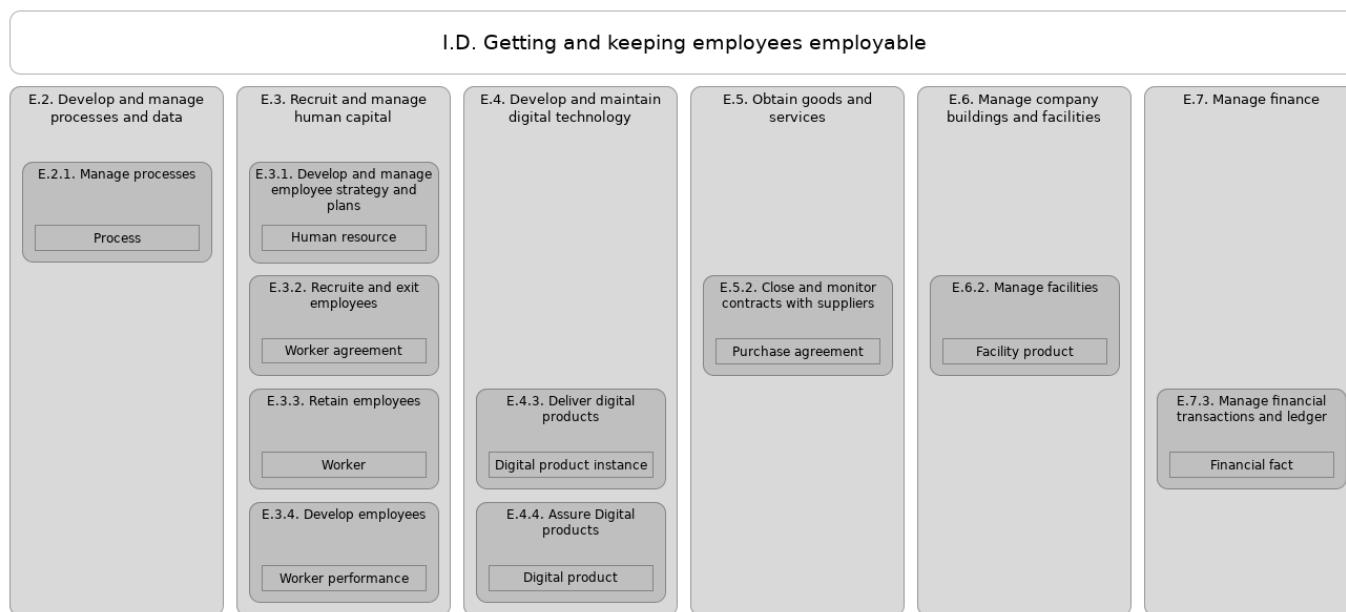 I.D. Getting and keeping employees employable
E.2. Develop and manage
processes and data
E.2.1. Manage processes
Process
E.3. Recruit and manage
human capital
E.3.1. Develop and manage
employee strategy and
plans
Human resource
E.3.2. Recruite and exit
employees
Worker agreement
E.3.3. Retain employees
Worker
E.3.4. Develop employees
Worker performance
E.4. Develop and maintain
digital technology
E.4.3. Deliver digital
products
Digital product instance
E.4.4. Assure Digital
products
Digital product
E.5. Obtain goods and
services
E.5.2. Close and monitor
contracts with suppliers
Purchase agreement
E.6. Manage company
buildings and facilities
E.6.2. Manage facilities
Facility product
E.7. Manage finance
E.7.3. Manage financial
transactions and ledger
Financial fact